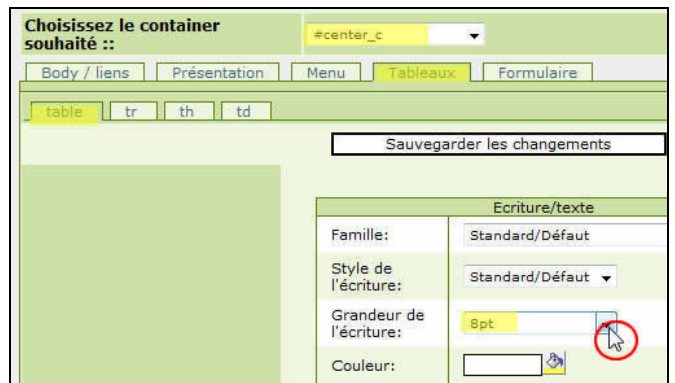 Choisissez le container
souhaité :: #center_c
Body / liens Présentation Menu Tableaux Formulaire
table tr th td
Sauvegarder les changements
Ecriture/texte
Famille: Standard/Défaut
Style de
l'écriture: Standard/Défaut
Grandeur de
l'écriture: 8pt
Couleur: